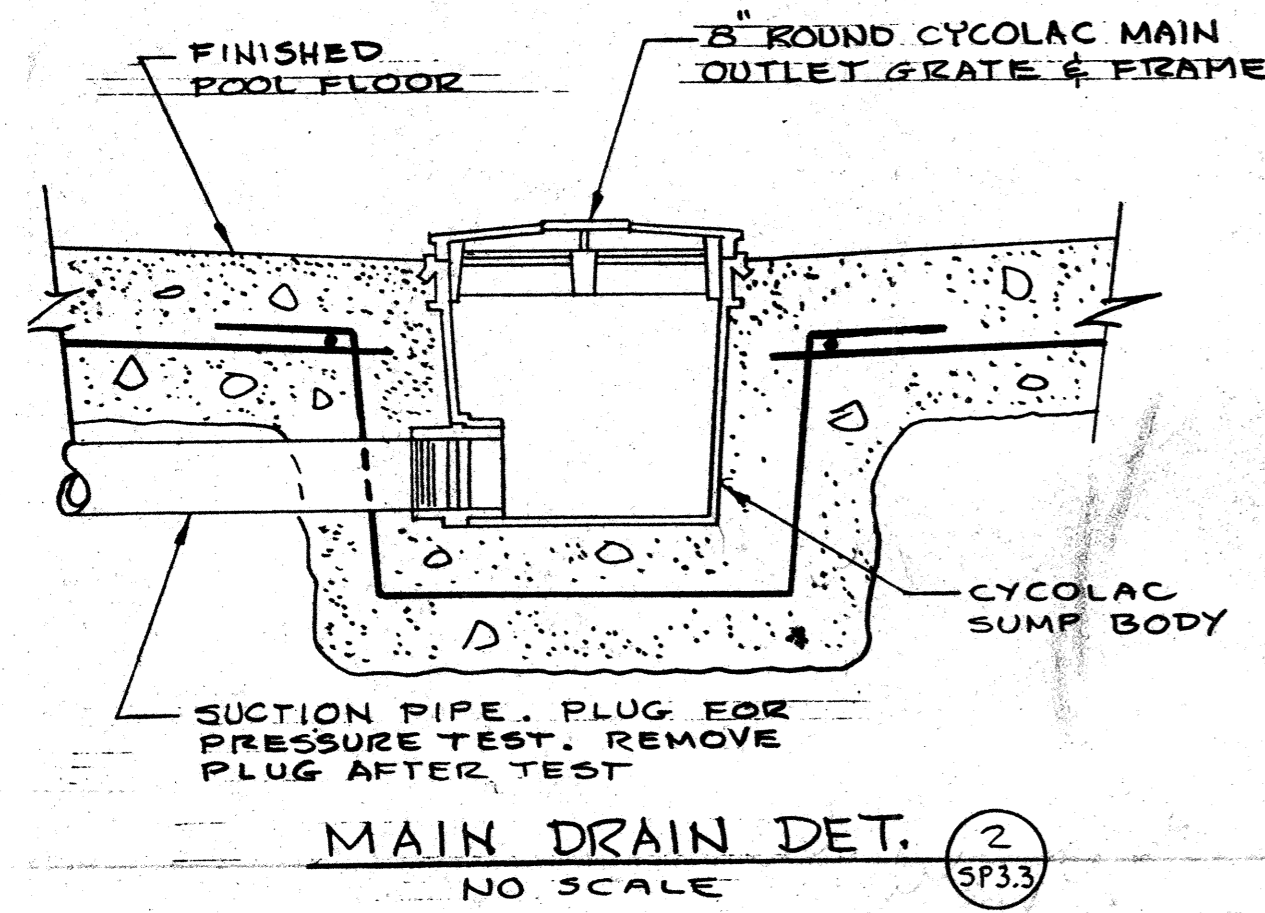 FINISHED
POOL FLOOR
8" ROUND CYCOLAC MAIN
OUTLET GRATE & FRAME
CYCOLAC
SUMP BODY
SUCTION PIPE. PLUG FOR
PRESSURE TEST. REMOVE
PLUG AFTER TEST
MAIN DRAIN DET.
NO SCALE
2
SP3.3